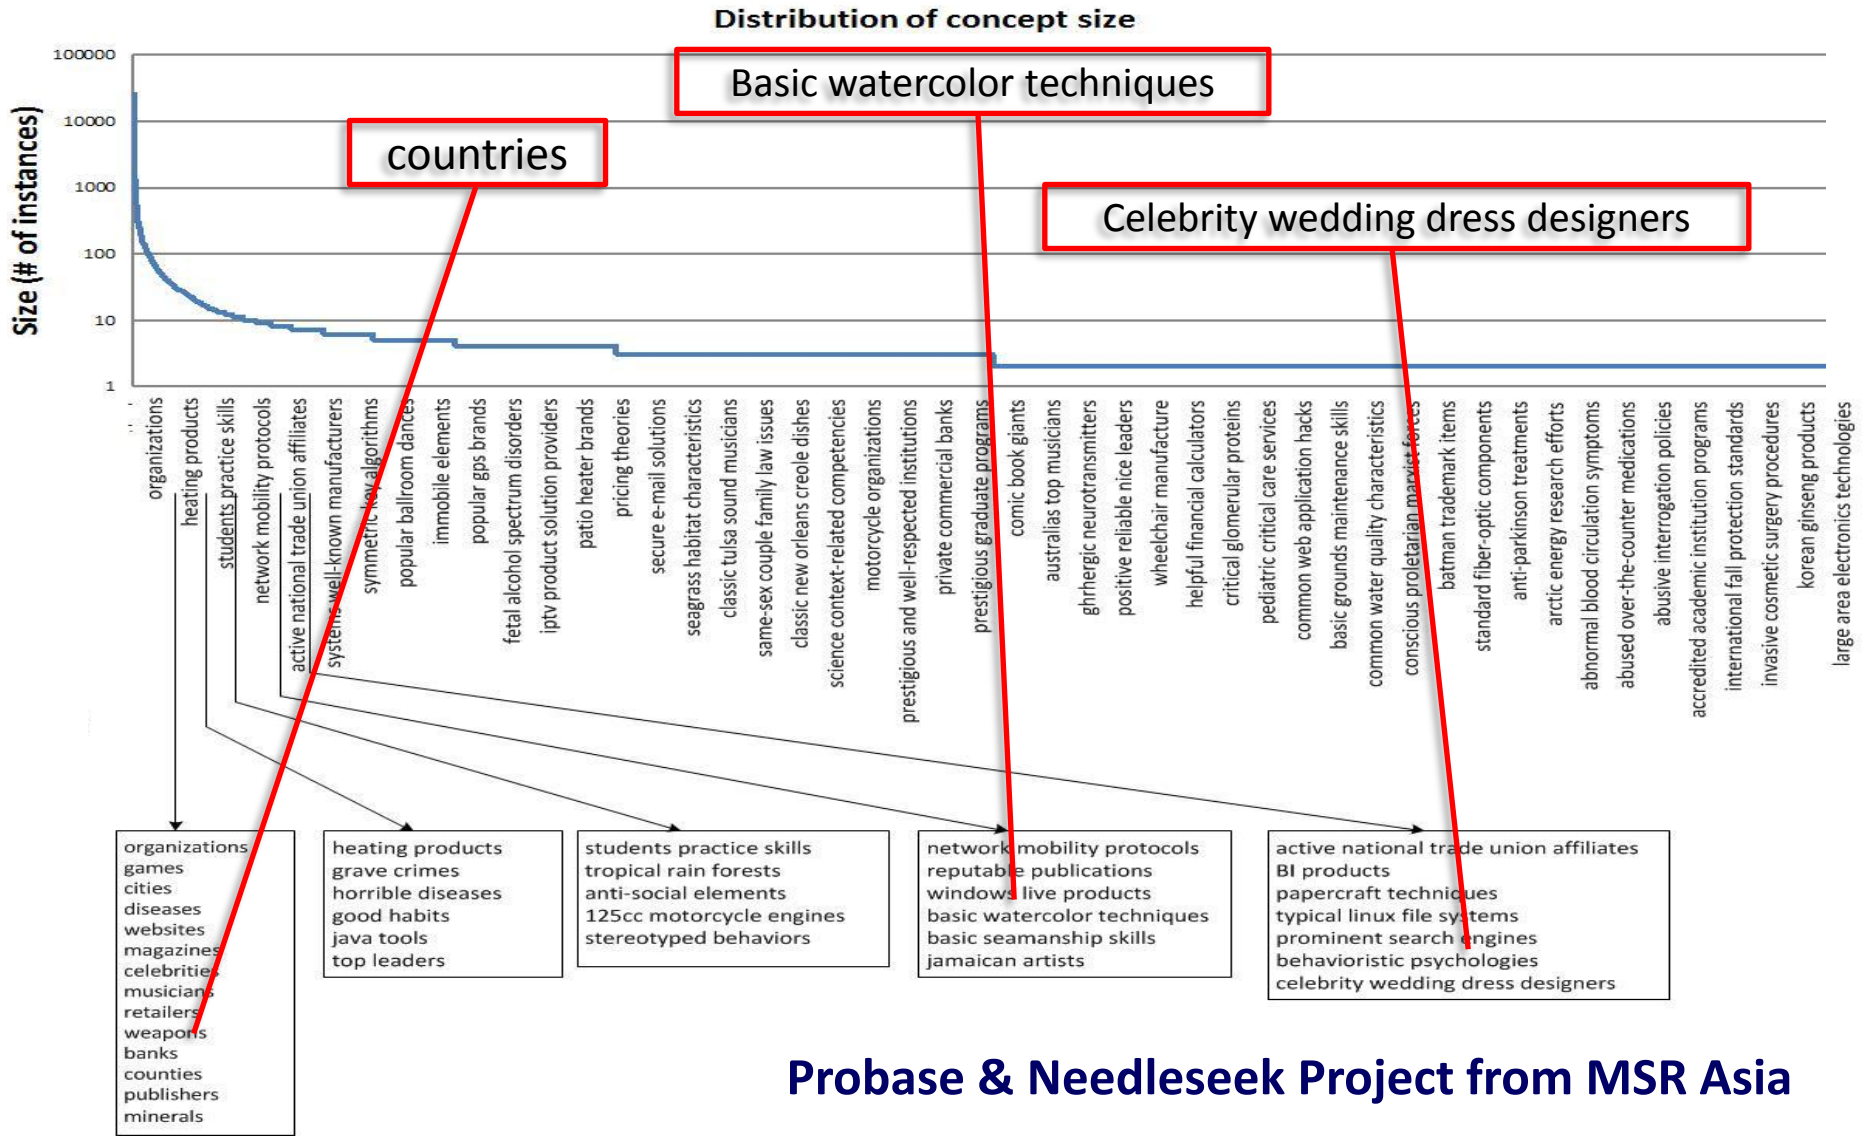 Distribution of concept size
Size (# of instances)
100000
10000
1000
100
10
1
Basic watercolor techniques
countries
Celebrity wedding dress designers
organizations
heating products
students practice skills
network mobility protocols
active national trade union affiliates
systems well-known manufacturers
symmetric key algorithms
popular ballroom dances
immobile elements
popular gps brands
fetal alcohol spectrum disorders
iptv product solution providers
patio heater brands
pricing theories
secure e-mail solutions
seagrass habitat characteristics
classic tulsa sound musicians
same-sex couple family law issues
classic new orleans creole dishes
science context-related competencies
motorcycle organizations
prestigious and well-respected institutions
private commercial banks
prestigious graduate programs
comic book giants
australias top musicians
ghrhergic neurotransmitters
positive reliable nice leaders
wheelchair manufacture
helpful financial calculators
critical glomerular proteins
pediatric critical care services
common web application hacks
basic grounds maintenance skills
common water quality characteristics
conscious proletarian marxist forces
batman trademark items
standard fiber-optic components
anti-parkinson treatments
arctic energy research efforts
abnormal blood circulation symptoms
abused over-the-counter medications
abusive interrogation policies
accredited academic institution programs
international fall protection standards
invasive cosmetic surgery procedures
korean ginseng products
large area electronics technologies
organizations
games
cities
diseases
websites
magazines
celebrities
musicians
retailers
weapons
banks
counties
publishers
minerals
heating products
grave crimes
horrible diseases
good habits
java tools
top leaders
students practice skills
tropical rain forests
anti-social elements
125cc motorcycle engines
stereotyped behaviors
network mobility protocols
reputable publications
windows live products
basic watercolor techniques
basic seamanship skills
jamaican artists
active national trade union affiliates
BI products
papercraft techniques
typical linux file systems
prominent search engines
behavioristic psychologies
celebrity wedding dress designers
Probase & Needleseek Project from MSR Asia